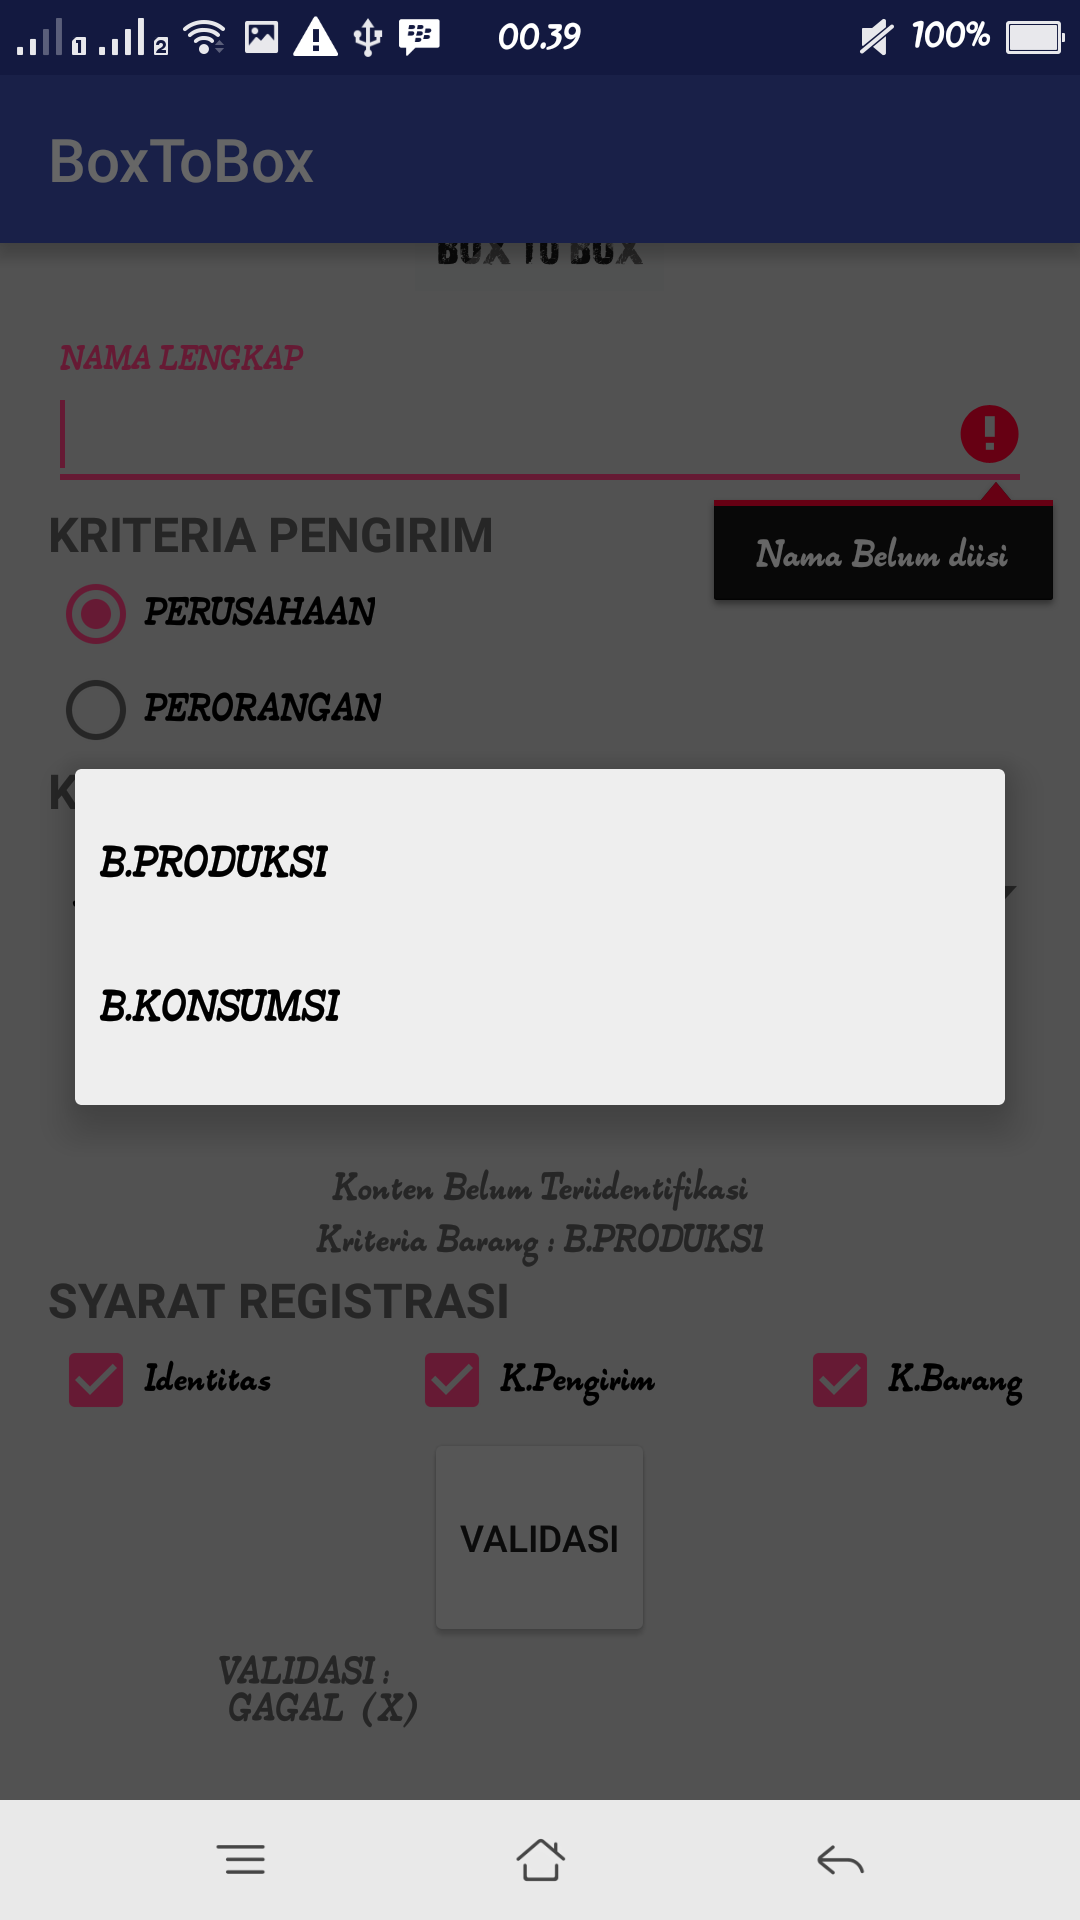 1 2 00.39 100%
BoxToBox
BOX TO BOX
NAMA LENGKAP
KRITERIA PENGIRIM
Nama Belum diisi
PERUSAHAAN
PERORANGAN
K
B.PRODUKSI
B.KONSUMSI
Konten Belum Teriidentifikasi
Kriteria Barang : B.PRODUKSI
SYARAT REGISTRASI
Identitas K.Pengirim K.Barang
VALIDASI
VALIDASI :
GAGAL (X)